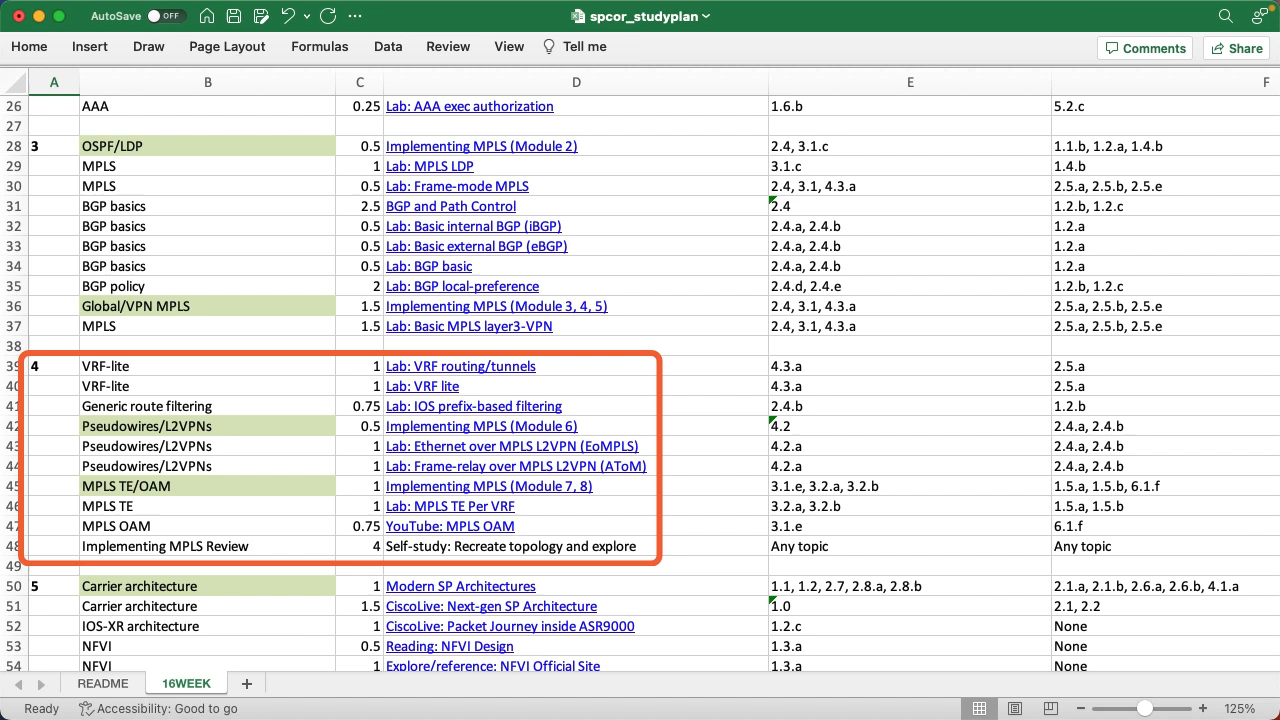 AutoSave OFF spcor_studyplan
Home Insert Draw Page Layout Formulas Data Review View Tell me Comments Share
A B C D E F
26 AAA 0.25 Lab: AAA exec authorization 1.6.b 5.2.c
27
28 3 OSPF/LDP 0.5 Implementing MPLS (Module 2) 2.4, 3.1.c 1.1.b, 1.2.a, 1.4.b
29 MPLS 1 Lab: MPLS LDP 3.1.c 1.4.b
30 MPLS 0.5 Lab: Frame-mode MPLS 2.4, 3.1, 4.3.a 2.5.a, 2.5.b, 2.5.e
31 BGP basics 2.5 BGP and Path Control 2.4 1.2.b, 1.2.c
32 BGP basics 0.5 Lab: Basic internal BGP (iBGP) 2.4.a, 2.4.b 1.2.a
33 BGP basics 0.5 Lab: Basic external BGP (eBGP) 2.4.a, 2.4.b 1.2.a
34 BGP basics 0.5 Lab: BGP basic 2.4.a, 2.4.b 1.2.a
35 BGP policy 2 Lab: BGP local-preference 2.4.d, 2.4.e 1.2.b, 1.2.c
36 Global/VPN MPLS 1.5 Implementing MPLS (Module 3, 4, 5) 2.4, 3.1, 4.3.a 2.5.a, 2.5.b, 2.5.e
37 MPLS 1.5 Lab: Basic MPLS layer3-VPN 2.4, 3.1, 4.3.a 2.5.a, 2.5.b, 2.5.e
38
39 4 VRF-lite 1 Lab: VRF routing/tunnels 4.3.a 2.5.a
40 VRF-lite 1 Lab: VRF lite 4.3.a 2.5.a
41 Generic route filtering 0.75 Lab: IOS prefix-based filtering 2.4.b 1.2.b
42 Pseudowires/L2VPNs 0.5 Implementing MPLS (Module 6) 4.2 2.4.a, 2.4.b
43 Pseudowires/L2VPNs 1 Lab: Ethernet over MPLS L2VPN (EoMPLS) 4.2.a 2.4.a, 2.4.b
44 Pseudowires/L2VPNs 1 Lab: Frame-relay over MPLS L2VPN (AToM) 4.2.a 2.4.a, 2.4.b
45 MPLS TE/OAM 1 Implementing MPLS (Module 7, 8) 3.1.e, 3.2.a, 3.2.b 1.5.a, 1.5.b, 6.1.f
46 MPLS TE 1 Lab: MPLS TE Per VRF 3.2.a, 3.2.b 1.5.a, 1.5.b
47 MPLS OAM 0.75 YouTube: MPLS OAM 3.1.e 6.1.f
48 Implementing MPLS Review 4 Self-study: Recreate topology and explore Any topic Any topic
49
50 5 Carrier architecture 1 Modern SP Architectures 1.1, 1.2, 2.7, 2.8.a, 2.8.b 2.1.a, 2.1.b, 2.6.a, 2.6.b, 4.1.a
51 Carrier architecture 1.5 CiscoLive: Next-gen SP Architecture 1.0 2.1, 2.2
52 IOS-XR architecture 1 CiscoLive: Packet Journey inside ASR9000 1.2.c None
53 NFVI 0.5 Reading: NFVI Design 1.3.a None
54 NFVI 1 Explore/reference: NFVI Official Site 1.3.a None
README 16WEEK
Ready Accessibility: Good to go 125%